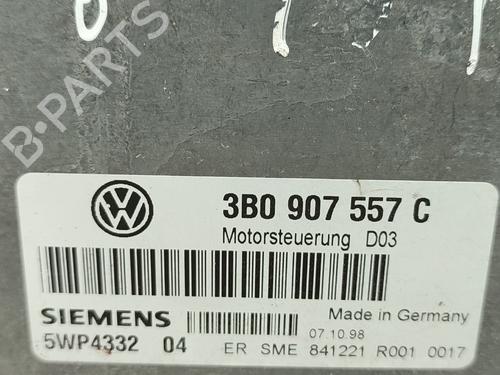 B-PARTS
3B0 907 557 C
Motorsteuerung D03
SIEMENS
Made in Germany
07.10.98
5WP4332 04
ER SME 841221 R001 0017